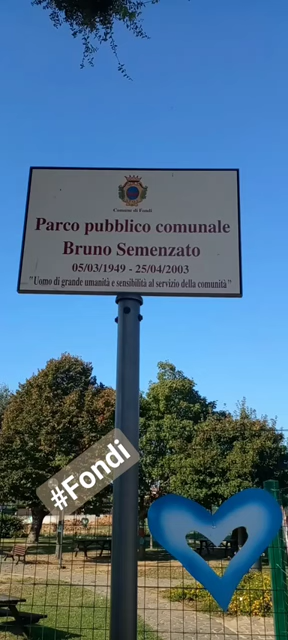 Comune di Fondi
Parco pubblico comunale
Bruno Semenzato
05/03/1949 - 25/04/2003
"Uomo di grande umanità e sensibilità al servizio della comunità"
#Fondi